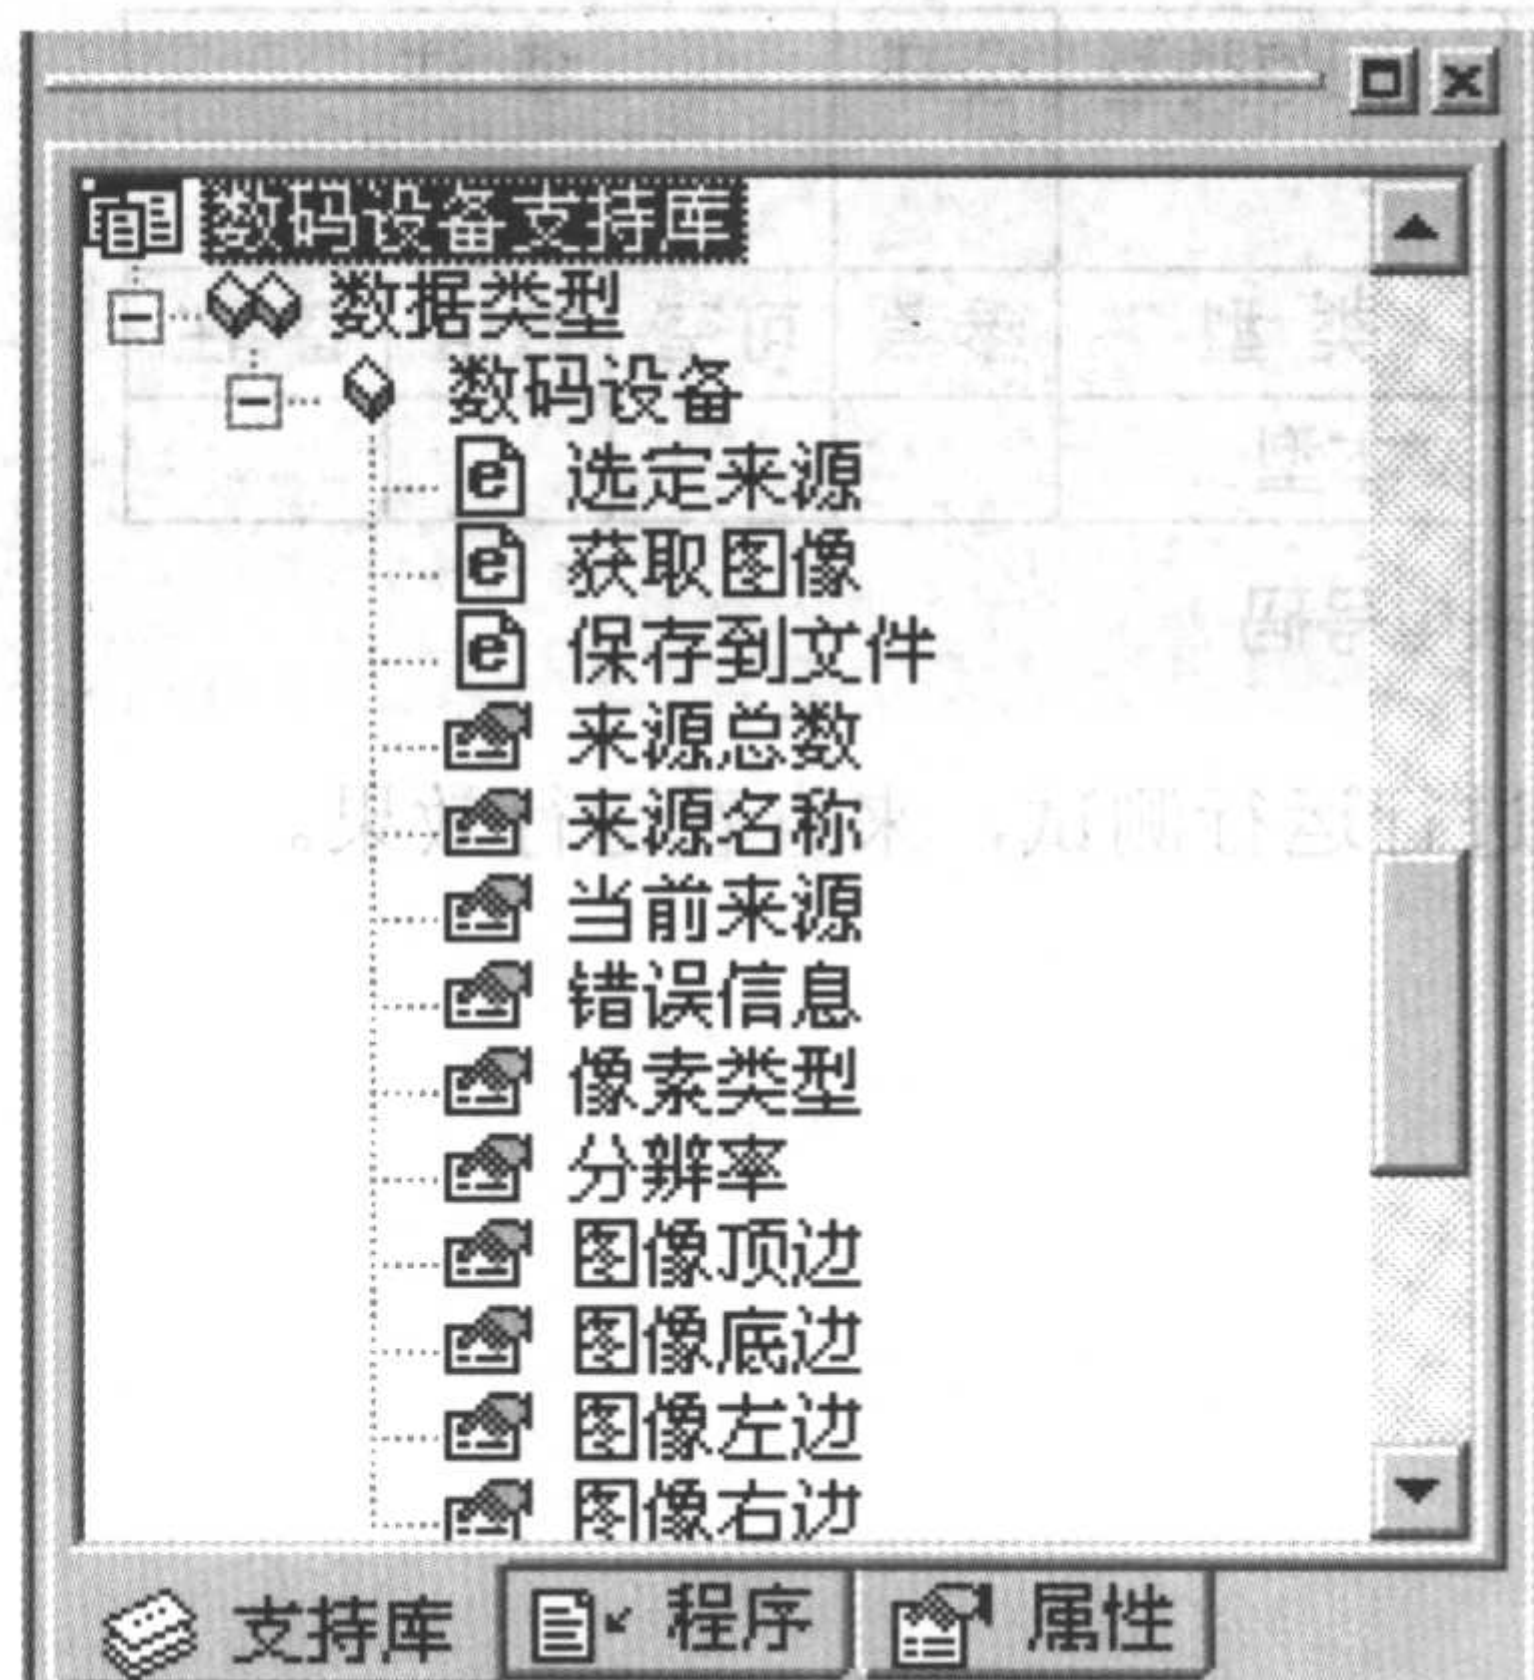 数码设备支持库
数据类型
数码设备
选定来源
获取图像
保存到文件
来源总数
来源名称
当前来源
错误信息
像素类型
分辨率
图像顶边
图像底边
图像左边
图像右边
支持库 程序 属性